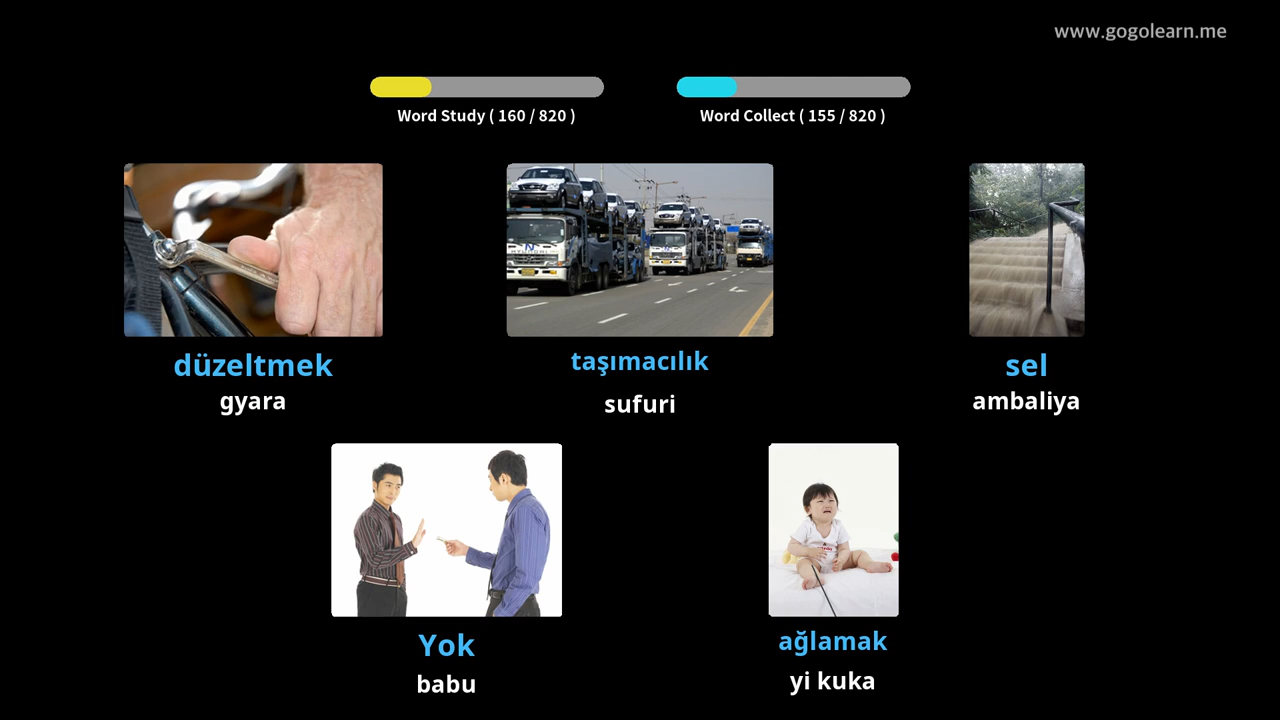 www.gogolearn.me
Word Study ( 160 / 820 )
Word Collect ( 155 / 820 )
düzeltmek
gyara
taşımacılık
sufuri
sel
ambaliya
Yok
babu
ağlamak
yi kuka